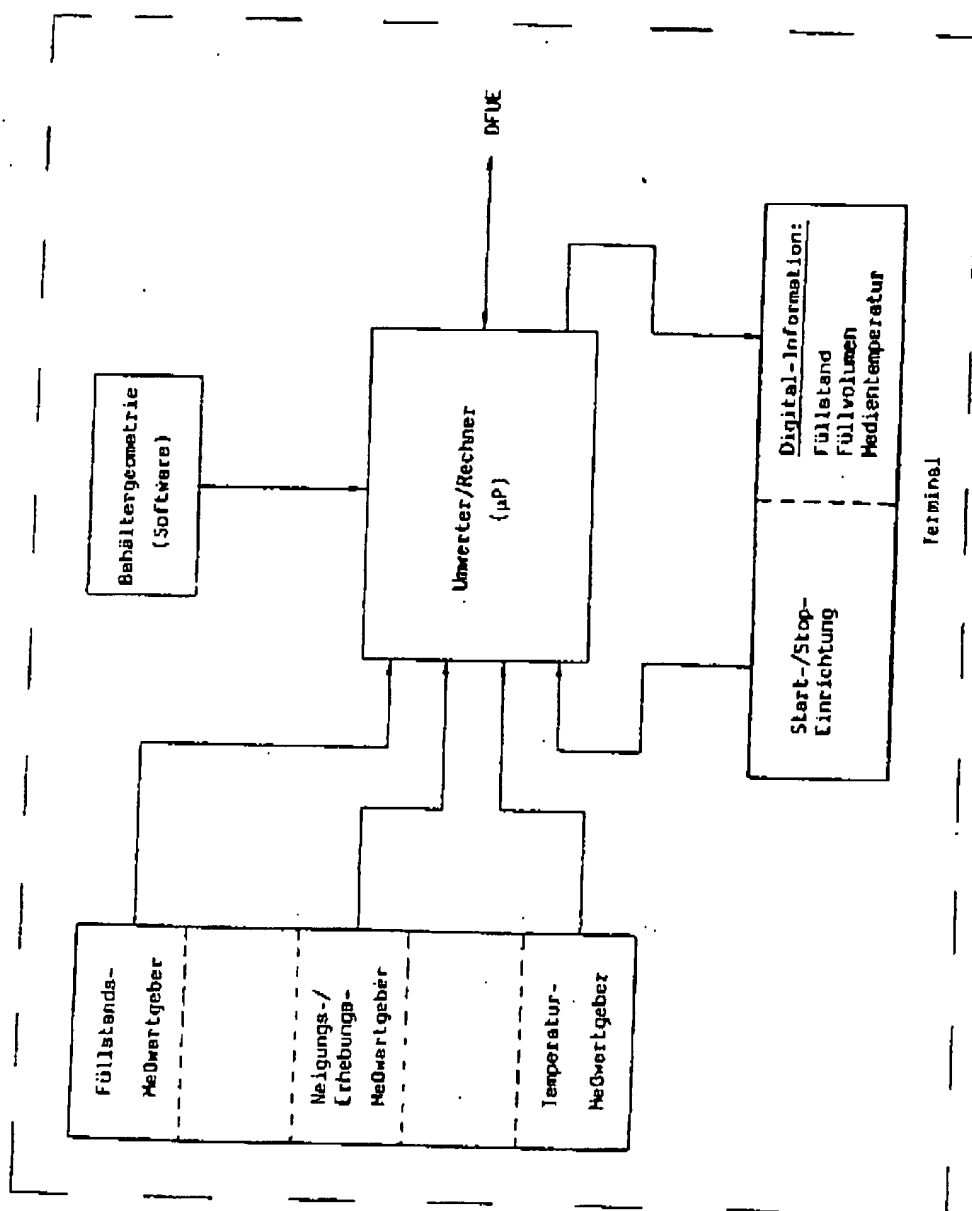 Füllstands-
Meßwertgeber
Neigungs-/
Erhebungs-
Meßwertgeber
Temperatur-
Meßwertgeber
Behältergeometrie
(Software)
Umwerter/Rechner
(µP)
DFUE
Start-/Stop-
Einrichtung
Digital-Information:
Füllstand
Füllvolumen
Medientemperatur
Terminal